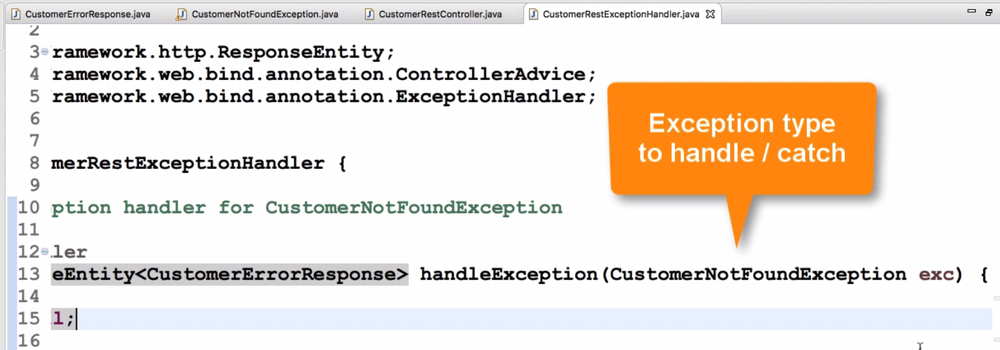 CustomerErrorResponse.java CustomerNotFoundException.java CustomerRestController.java CustomerRestExceptionHandler.java
2
3 ramework.http.ResponseEntity;
4 ramework.web.bind.annotation.ControllerAdvice;
5 ramework.web.bind.annotation.ExceptionHandler;
6
7
8 merRestExceptionHandler {
9
10 ption handler for CustomerNotFoundException
11
12 ler
13 eEntity<CustomerErrorResponse> handleException(CustomerNotFoundException exc) {
14
15 l;
16
Exception type
to handle / catch